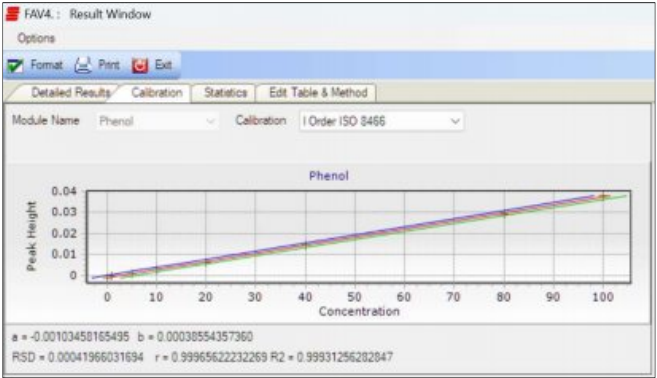 FAV4. : Result Window
Options
Format Print Exit
Detailed Results Calibration Statistics Edit Table & Method
Module Name Phenol Calibration I Order ISO 8466
Phenol
Peak Height
0.04
0.03
0.02
0.01
0
0 10 20 30 40 50 60 70 80 90 100
Concentration
a = -0.00103458165495 b = 0.00038554357360
RSD = 0.00041966031694 r = 0.99965622232269 R2 = 0.99931256282847